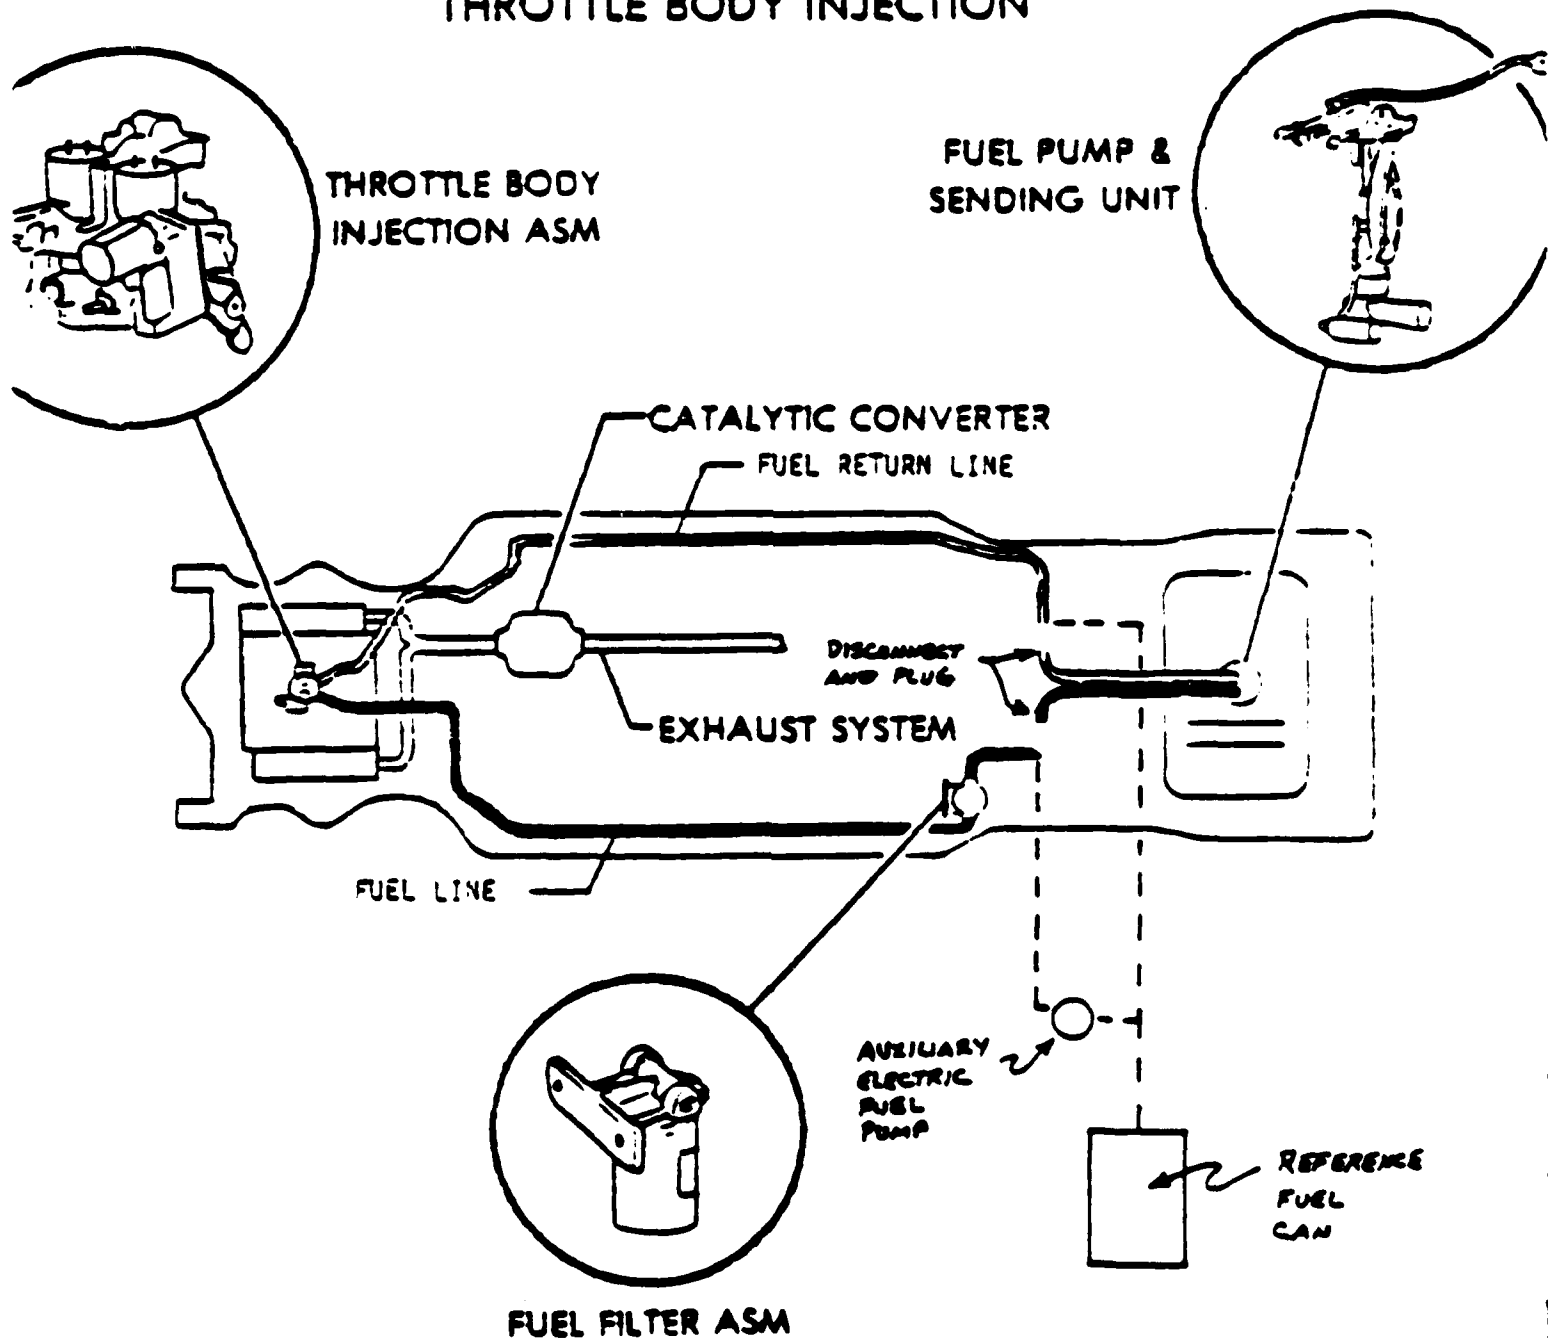 THROTTLE BODY INJECTION
THROTTLE BODY
INJECTION ASM
FUEL PUMP &
SENDING UNIT
CATALYTIC CONVERTER
FUEL RETURN LINE
DISCONNECT
AND PLUG
EXHAUST SYSTEM
FUEL LINE
AUXILIARY
ELECTRIC
FUEL
PUMP
REFERENCE
FUEL
CAN
FUEL FILTER ASM